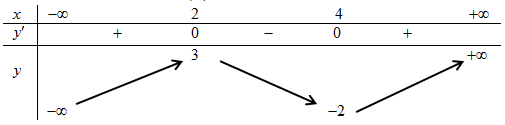 x −∞ 2 4 +∞
y' + 0 − 0 +
3 +∞
y
−∞ −2